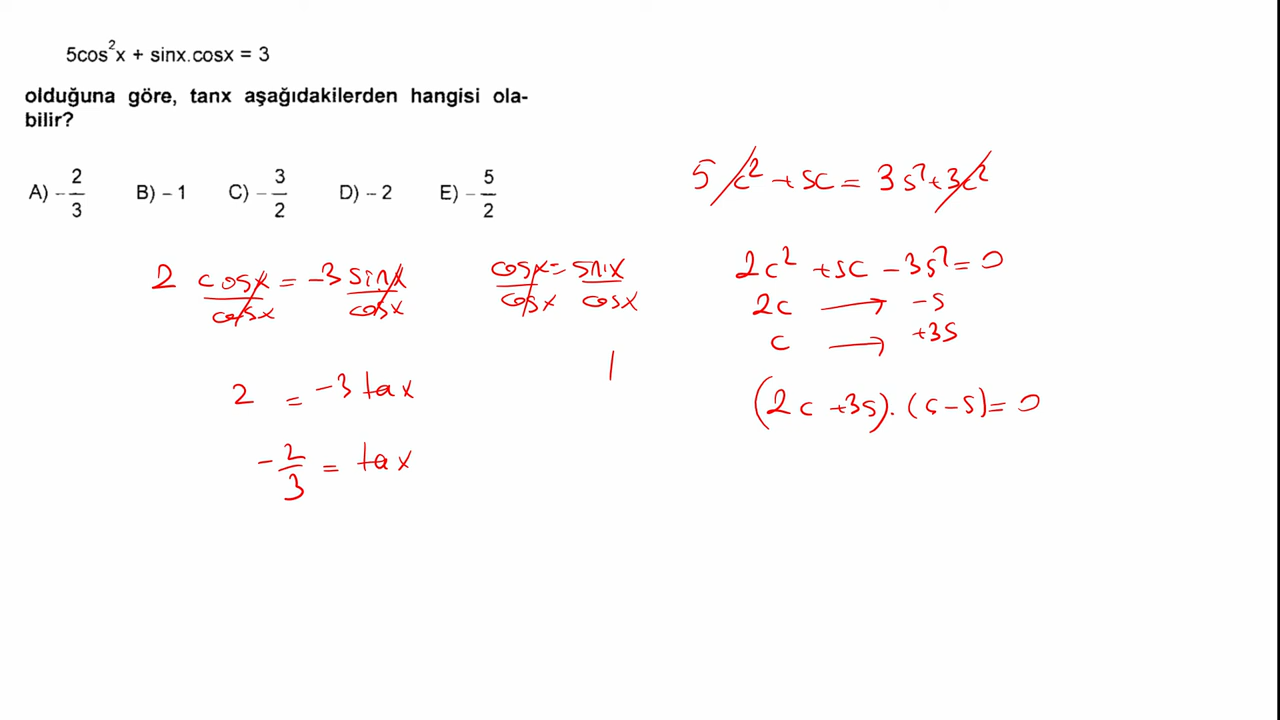 5cos²x + sinx.cosx = 3
olduğuna göre, tanx aşağıdakilerden hangisi ola-
bilir?
A) -2/3 B) -1 C) -3/2 D) -2 E) -5/2
5c² + sc = 3s² + 3c²
2c² + sc - 3s² = 0
2c → -s
c → +3s
(2c + 3s).(c - s) = 0
2 cosx/cosx = -3 sinx/cosx
2 = -3 tax
-2/3 = tax
cosx/cosx = sinx/cosx
1